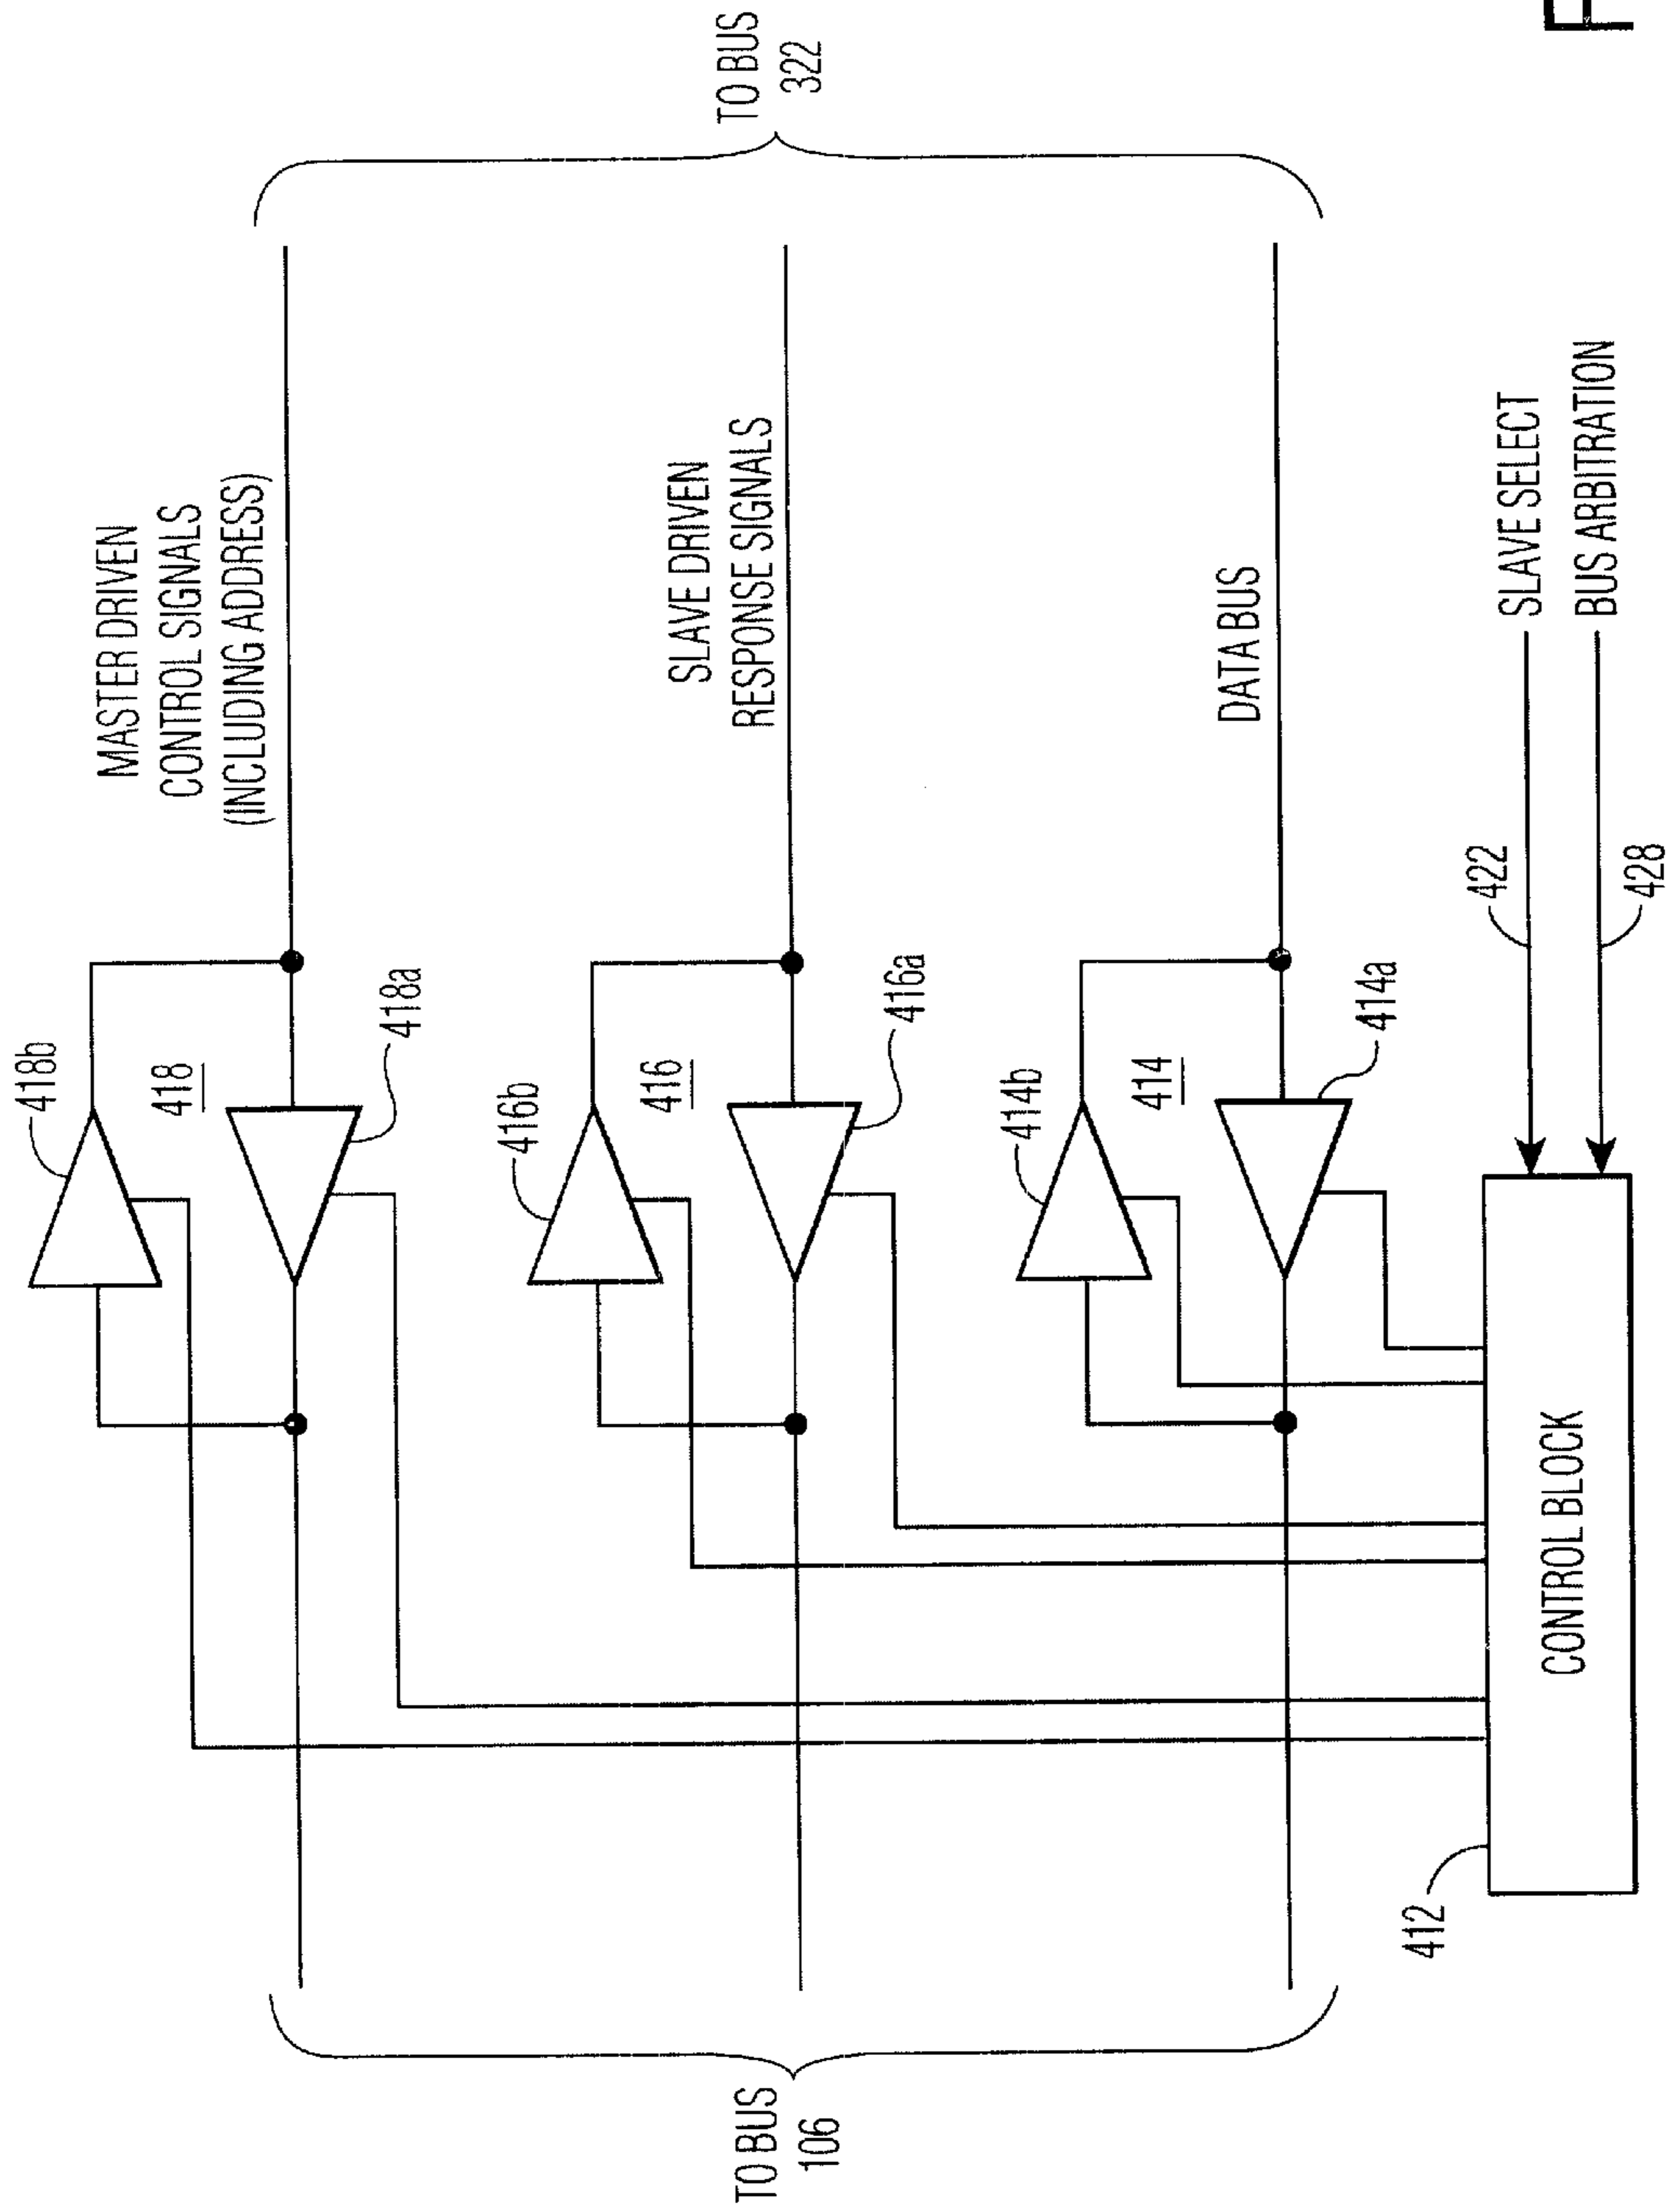 MASTER DRIVEN
CONTROL SIGNALS
(INCLUDING ADDRESS)
418b
418
418a
SLAVE DRIVEN
RESPONSE SIGNALS
416b
416
416a
TO BUS
106
TO BUS
322
DATA BUS
414b
414
414a
412
CONTROL BLOCK
422
SLAVE SELECT
428
BUS ARBITRATION